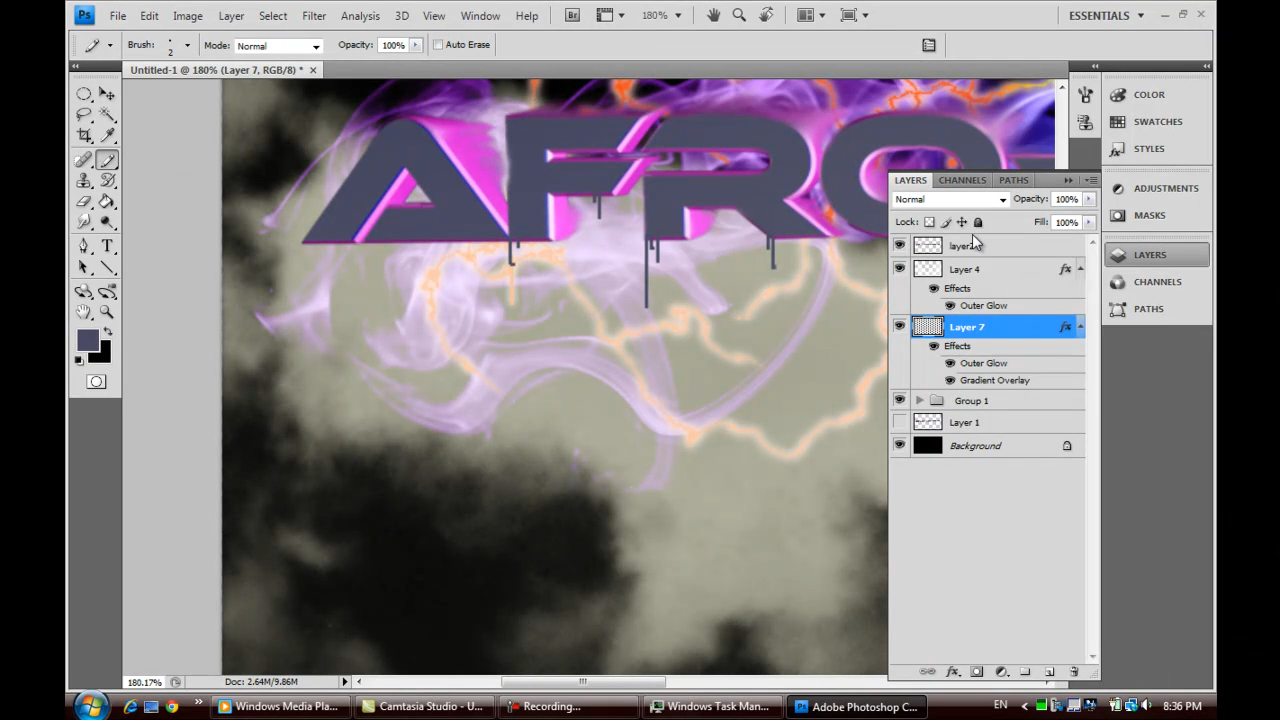 Ps File Edit Image Layer Select Filter Analysis 3D View Window Help Br 180% ESSENTIALS
Brush: 2 Mode: Normal Opacity: 100% Auto Erase
Untitled-1 @ 180% (Layer 7, RGB/8) * x
AFRO
COLOR
SWATCHES
STYLES
ADJUSTMENTS
MASKS
LAYERS
CHANNELS
PATHS
LAYERS CHANNELS PATHS
Normal Opacity: 100%
Lock: Fill: 100%
Layer 4 fx
Effects
Outer Glow
Layer 7 fx
Effects
Outer Glow
Gradient Overlay
Group 1
Layer 1
Background
180.17% Doc: 2.64M/9.86M
Windows Media Pla... Camtasia Studio - U... Recording... Windows Task Man... Adobe Photoshop C... EN 8:36 PM